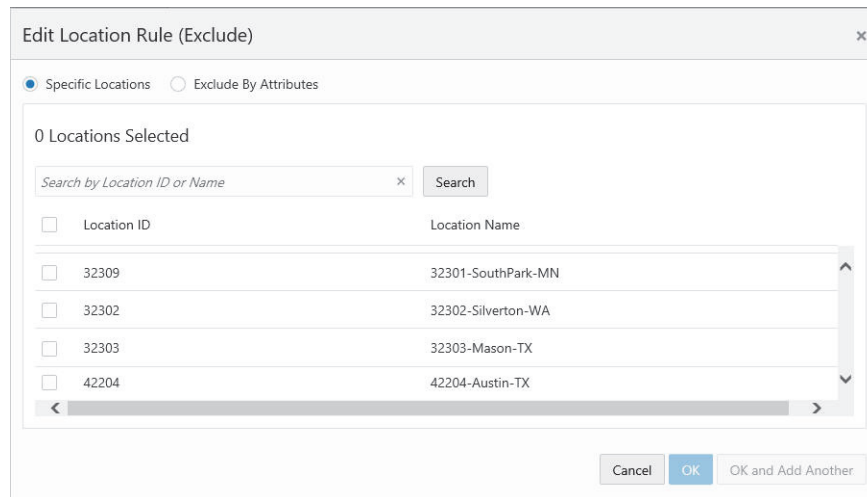 Edit Location Rule (Exclude) ×
Specific Locations Exclude By Attributes
0 Locations Selected
Search by Location ID or Name × Search
Location ID Location Name
32309 32301-SouthPark-MN
32302 32302-Silverton-WA
32303 32303-Mason-TX
42204 42204-Austin-TX
Cancel OK OK and Add Another